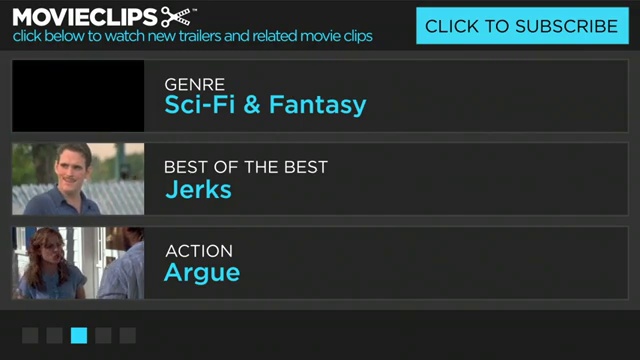 MOVIECLIPS™
click below to watch new trailers and related movie clips
CLICK TO SUBSCRIBE
GENRE
Sci-Fi & Fantasy
BEST OF THE BEST
Jerks
ACTION
Argue